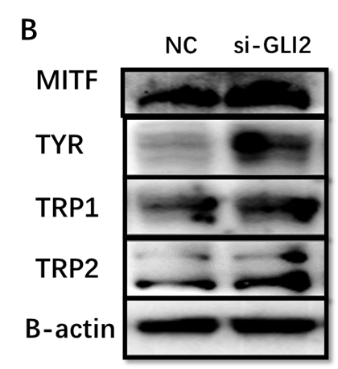 B
NC si-GLI2
MITF
TYR
TRP1
TRP2
B-actin